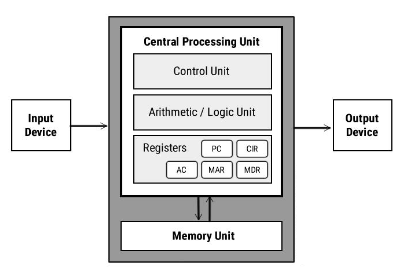 Central Processing Unit
Control Unit
Input
Device
Arithmetic / Logic Unit
Output
Device
Registers PC CIR
AC MAR MDR
Memory Unit